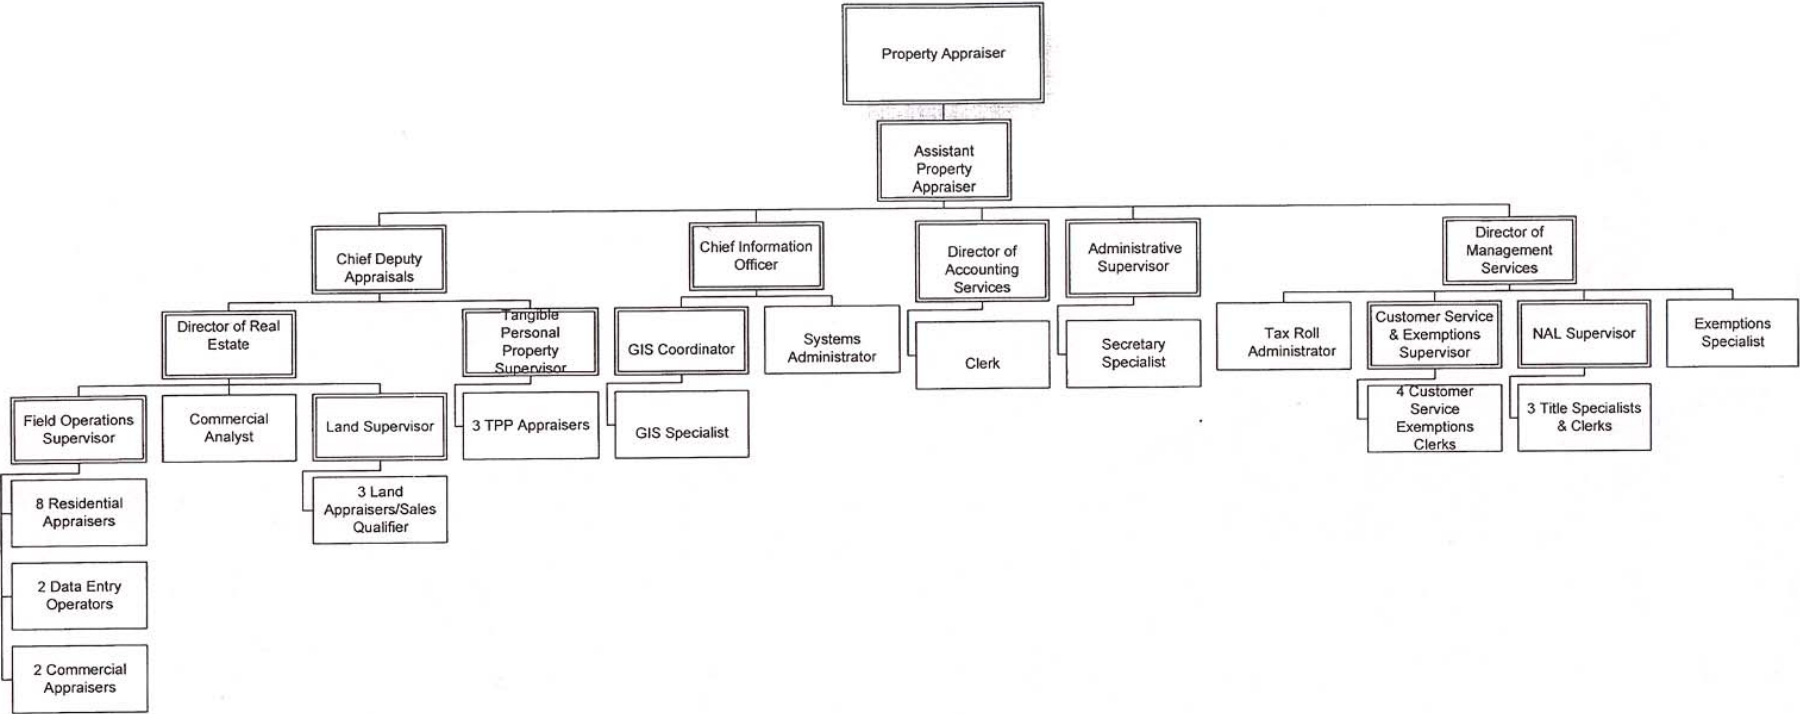 Property Appraiser
Assistant
Property
Appraiser
Chief Deputy
Appraisals
Chief Information
Officer
Director of
Accounting
Services
Administrative
Supervisor
Director of
Management
Services
Director of Real
Estate
Tangible
Personal
Property
Supervisor
GIS Coordinator
Systems
Administrator
Clerk
Secretary
Specialist
Tax Roll
Administrator
Customer Service
& Exemptions
Supervisor
NAL Supervisor
Exemptions
Specialist
Field Operations
Supervisor
Commercial
Analyst
Land Supervisor
3 TPP Appraisers
GIS Specialist
4 Customer
Service
Exemptions
Clerks
3 Title Specialists
& Clerks
8 Residential
Appraisers
3 Land
Appraisers/Sales
Qualifier
2 Data Entry
Operators
2 Commercial
Appraisers